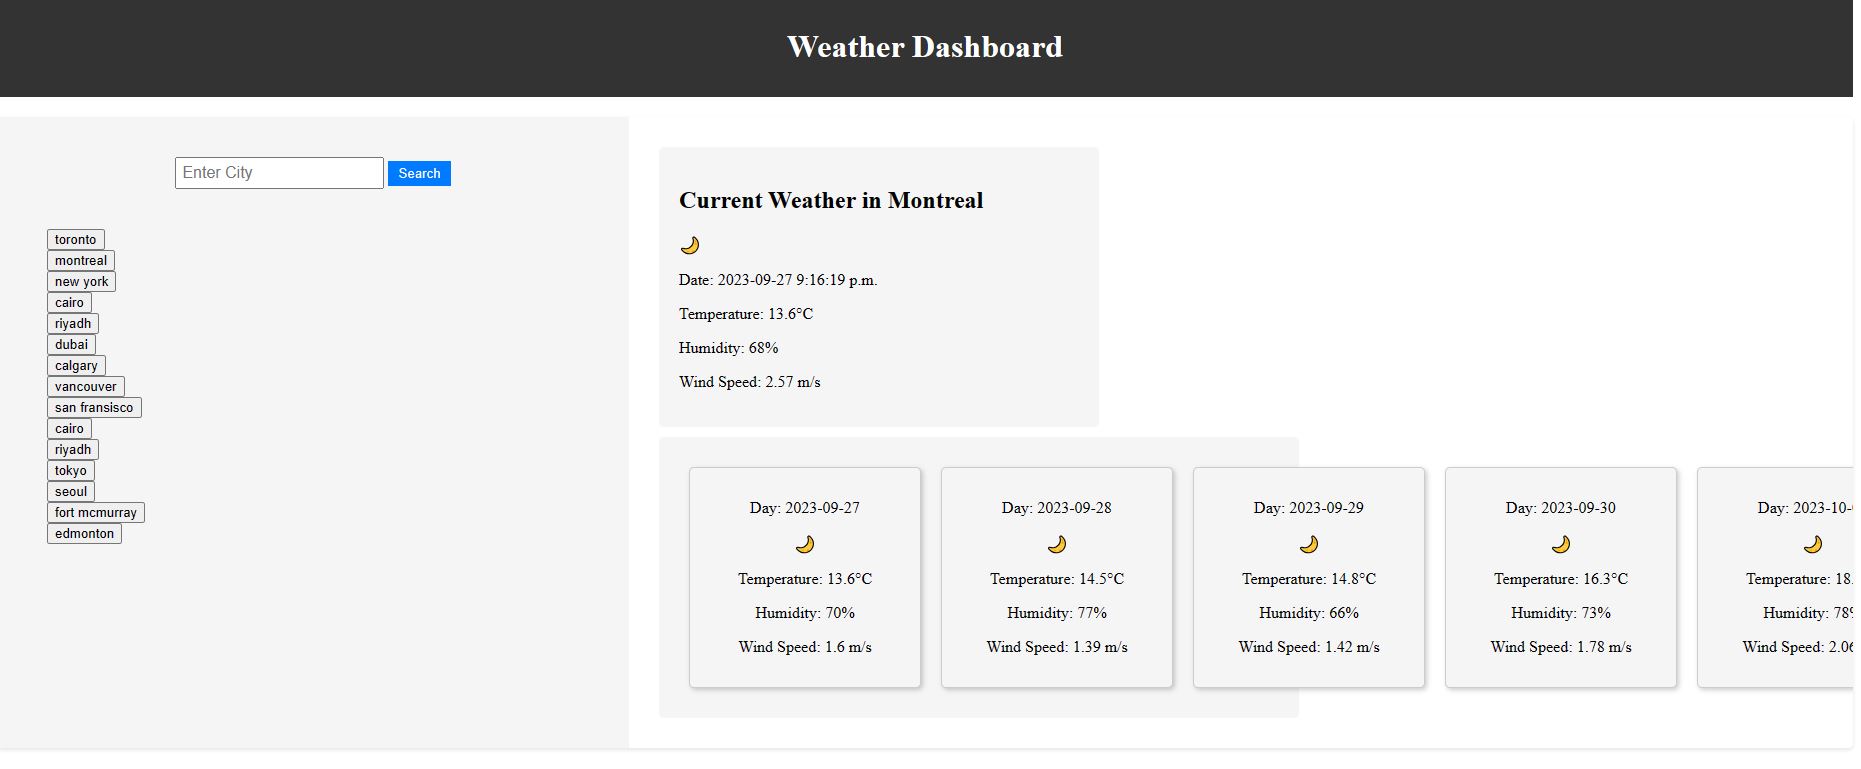 Weather Dashboard
Enter City
Search
toronto
montreal
new york
cairo
riyadh
dubai
calgary
vancouver
san fransisco
cairo
riyadh
tokyo
seoul
fort mcmurray
edmonton
Current Weather in Montreal
Date: 2023-09-27 9:16:19 p.m.
Temperature: 13.6°C
Humidity: 68%
Wind Speed: 2.57 m/s
Day: 2023-09-27
Temperature: 13.6°C
Humidity: 70%
Wind Speed: 1.6 m/s
Day: 2023-09-28
Temperature: 14.5°C
Humidity: 77%
Wind Speed: 1.39 m/s
Day: 2023-09-29
Temperature: 14.8°C
Humidity: 66%
Wind Speed: 1.42 m/s
Day: 2023-09-30
Temperature: 16.3°C
Humidity: 73%
Wind Speed: 1.78 m/s
Day: 2023-10-
Temperature: 18.
Humidity: 78
Wind Speed: 2.06